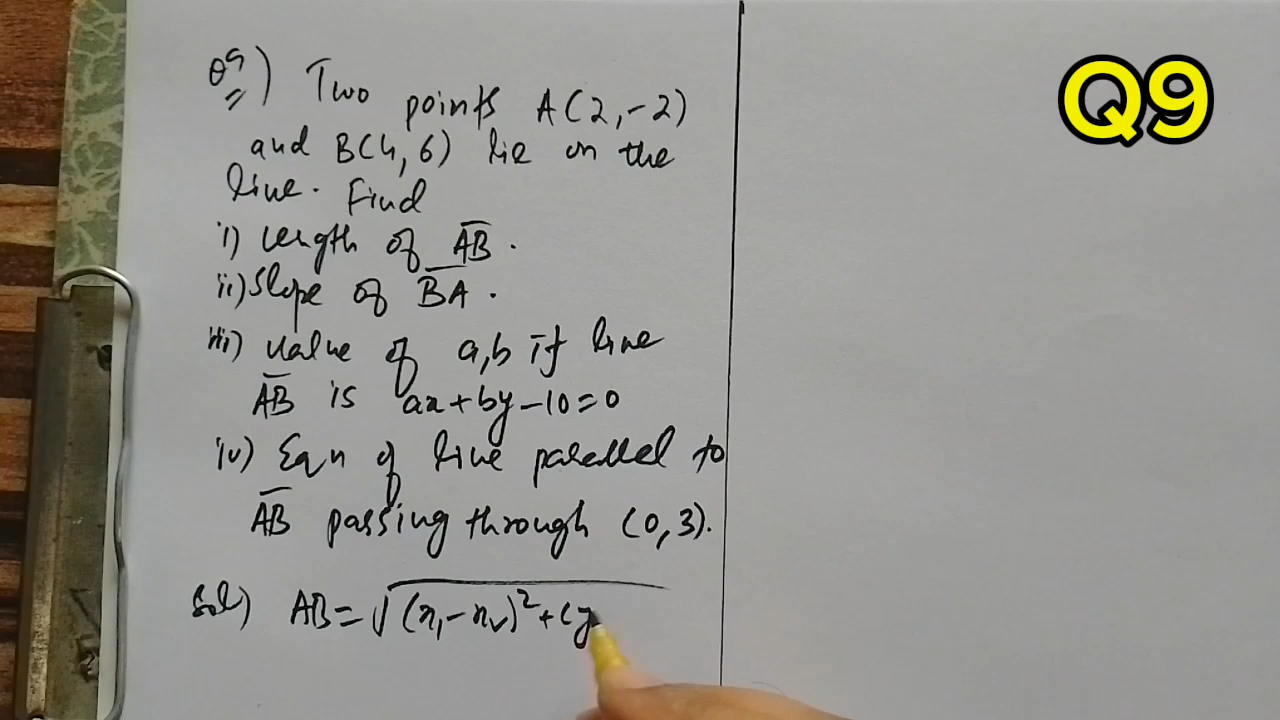 Q9) Two points A(2,-2)
and B(4,6) lie on the
line. Find
i) Length of AB.
ii) Slope of BA.
iii) value of a,b if line
AB is ax+by-10=0
iv) Eqn of line parallel to
AB passing through (0,3).
Sol) AB=√(x₁-x₂)²+(y
Q9